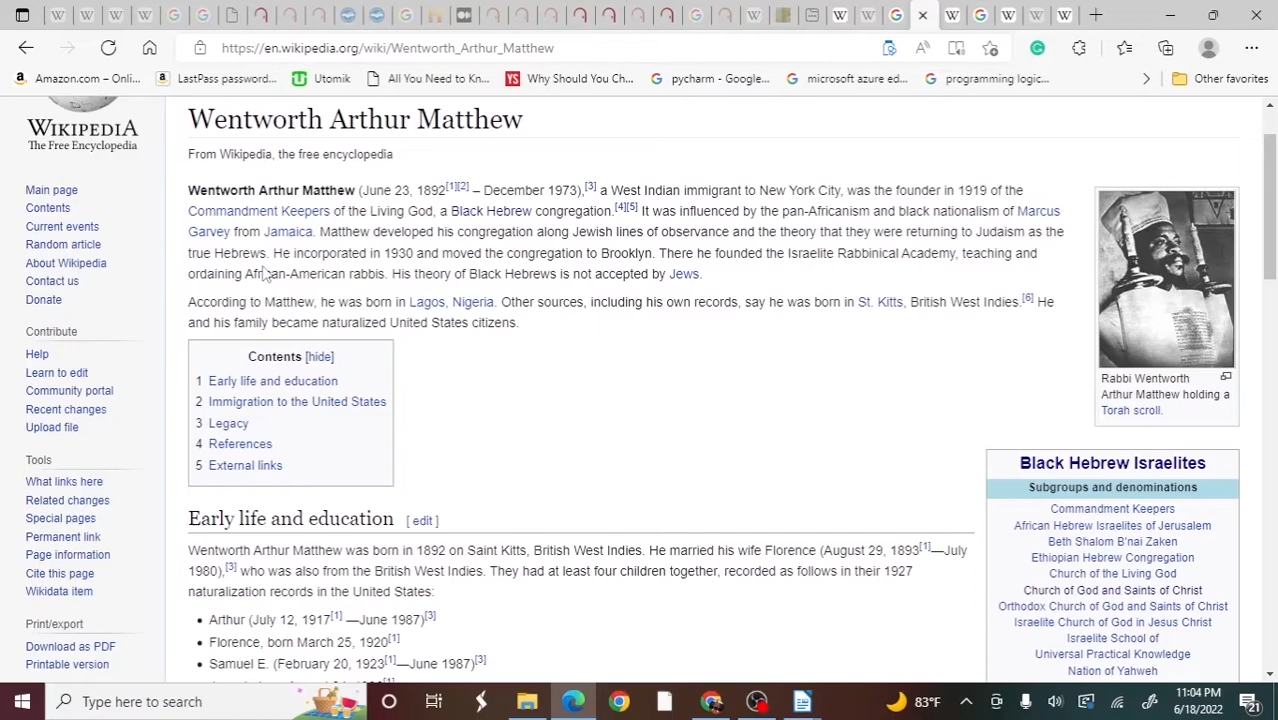 https://en.wikipedia.org/wiki/Wentworth_Arthur_Matthew
Amazon.com – Onli...
LastPass password...
Utomik
All You Need to Kn...
Why Should You Ch...
pycharm - Google...
microsoft azure ed...
programming logic...
Other favorites
WIKIPEDIA
The Free Encyclopedia
Main page
Contents
Current events
Random article
About Wikipedia
Contact us
Donate
Contribute
Help
Learn to edit
Community portal
Recent changes
Upload file
Tools
What links here
Related changes
Special pages
Permanent link
Page information
Cite this page
Wikidata item
Print/export
Download as PDF
Printable version
Wentworth Arthur Matthew
From Wikipedia, the free encyclopedia
Wentworth Arthur Matthew (June 23, 1892[1][2] – December 1973),[3] a West Indian immigrant to New York City, was the founder in 1919 of the
Commandment Keepers of the Living God, a Black Hebrew congregation.[4][5] It was influenced by the pan-Africanism and black nationalism of Marcus
Garvey from Jamaica. Matthew developed his congregation along Jewish lines of observance and the theory that they were returning to Judaism as the
true Hebrews. He incorporated in 1930 and moved the congregation to Brooklyn. There he founded the Israelite Rabbinical Academy, teaching and
ordaining African-American rabbis. His theory of Black Hebrews is not accepted by Jews.
According to Matthew, he was born in Lagos, Nigeria. Other sources, including his own records, say he was born in St. Kitts, British West Indies.[6] He
and his family became naturalized United States citizens.
Contents [hide]
1 Early life and education
2 Immigration to the United States
3 Legacy
4 References
5 External links
Early life and education [ edit ]
Wentworth Arthur Matthew was born in 1892 on Saint Kitts, British West Indies. He married his wife Florence (August 29, 1893[1]—July
1980),[3] who was also from the British West Indies. They had at least four children together, recorded as follows in their 1927
naturalization records in the United States:
• Arthur (July 12, 1917[1] —June 1987)[3]
• Florence, born March 25, 1920[1]
• Samuel E. (February 20, 1923[1]—June 1987)[3]
Rabbi Wentworth
Arthur Matthew holding a
Torah scroll.
Black Hebrew Israelites
Subgroups and denominations
Commandment Keepers
African Hebrew Israelites of Jerusalem
Beth Shalom B'nai Zaken
Ethiopian Hebrew Congregation
Church of the Living God
Church of God and Saints of Christ
Orthodox Church of God and Saints of Christ
Israelite Church of God in Jesus Christ
Israelite School of
Universal Practical Knowledge
Nation of Yahweh
Type here to search
83°F
11:04 PM
6/18/2022
21